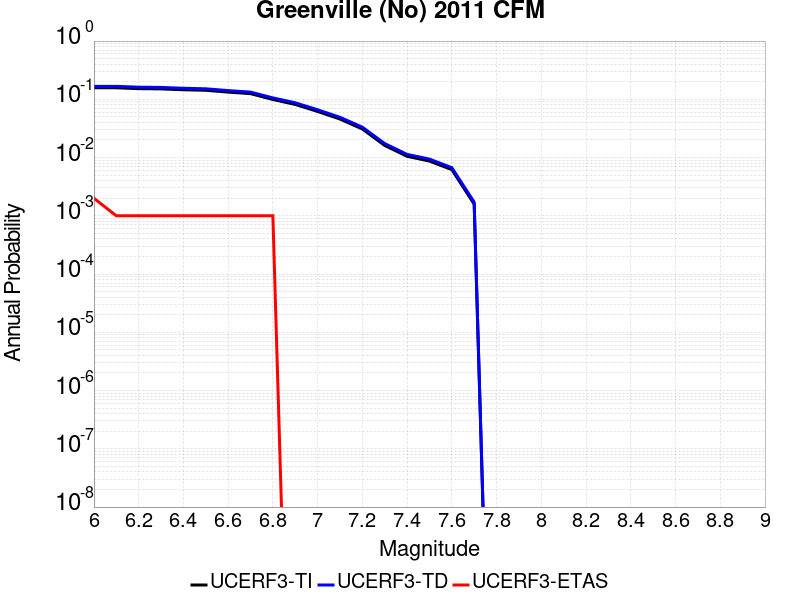 Greenville (No) 2011 CFM
Annual Probability
10^0
10^-1
10^-2
10^-3
10^-4
10^-5
10^-6
10^-7
10^-8
6 6.2 6.4 6.6 6.8 7 7.2 7.4 7.6 7.8 8 8.2 8.4 8.6 8.8 9
Magnitude
UCERF3-TI UCERF3-TD UCERF3-ETAS